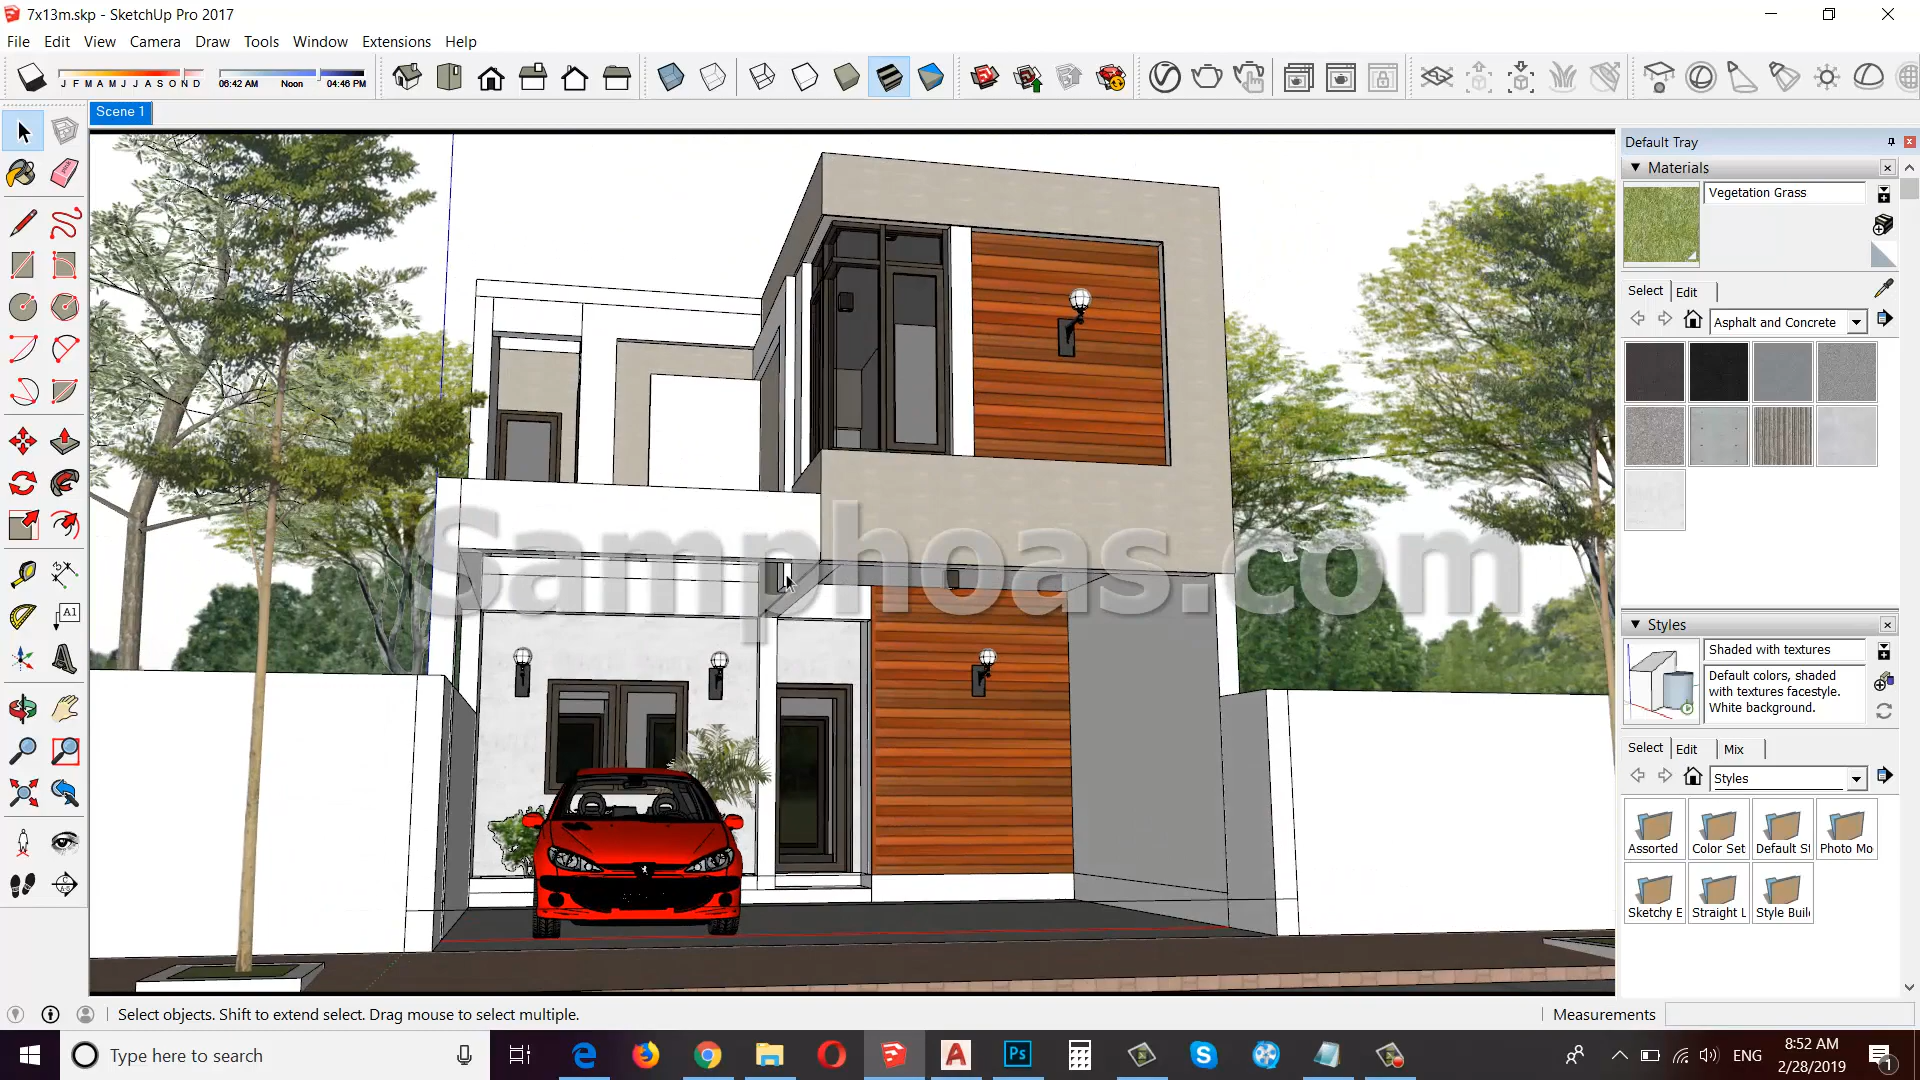 7x13m.skp - SketchUp Pro 2017
File Edit View Camera Draw Tools Window Extensions Help
J F M A M J J A S O N D
06:42 AM Noon 04:46 PM
Scene 1
Default Tray
Materials
Vegetation Grass
Select Edit
Asphalt and Concrete
Samphoas.com
A1
Styles
Shaded with textures
Default colors, shaded
with textures facestyle.
White background.
Select Edit Mix
Styles
Assorted Color Set Default St Photo Mo
Sketchy E Straight L Style Buil
Select objects. Shift to extend select. Drag mouse to select multiple.
Measurements
Type here to search
Ps
ENG
8:52 AM
2/28/2019
1